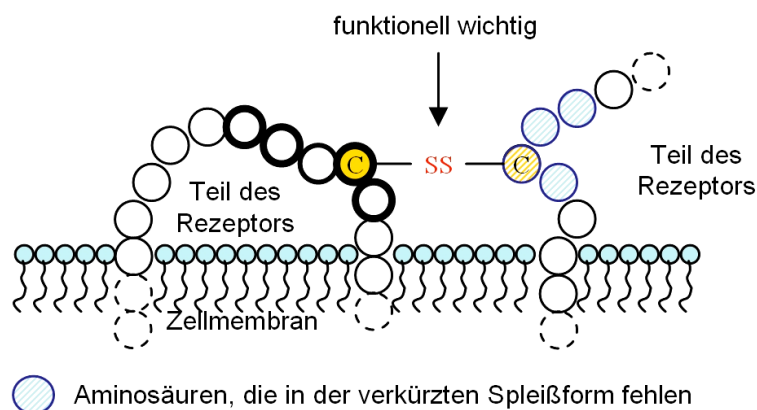 funktionell wichtig
C
SS
C
Teil des
Rezeptors
Teil des
Rezeptors
Zellmembran
Aminosäuren, die in der verkürzten Spleißform fehlen